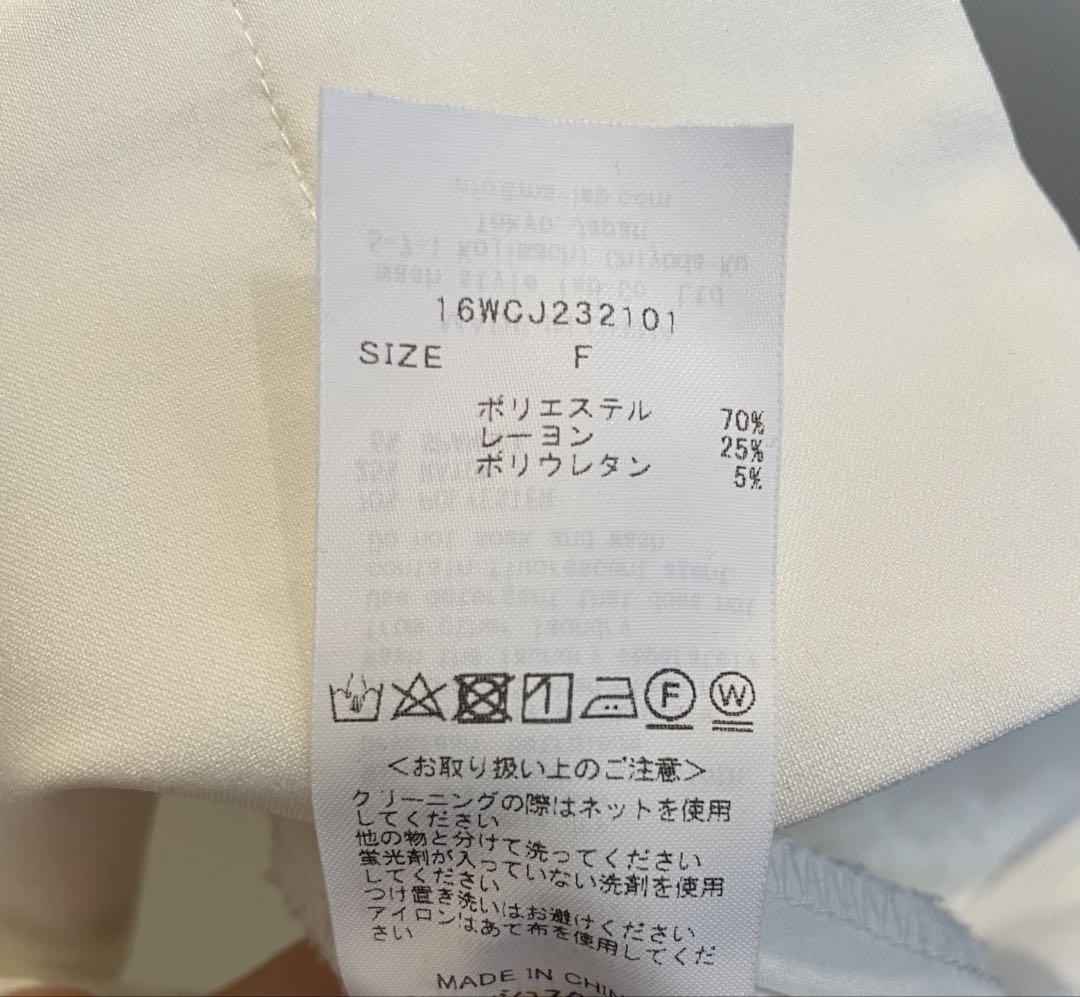 16WCJ232101
SIZE F
ポリエステル 70%
レーヨン 25%
ポリウレタン 5%
F W
＜お取り扱い上のご注意＞
クリーニングの際はネットを使用
してください
他の物と分けて洗ってください
蛍光剤が入っていない洗剤を使用
してください
つけ置き洗いはお避けください
アイロンはあて布を使用してくだ
さい
MADE IN